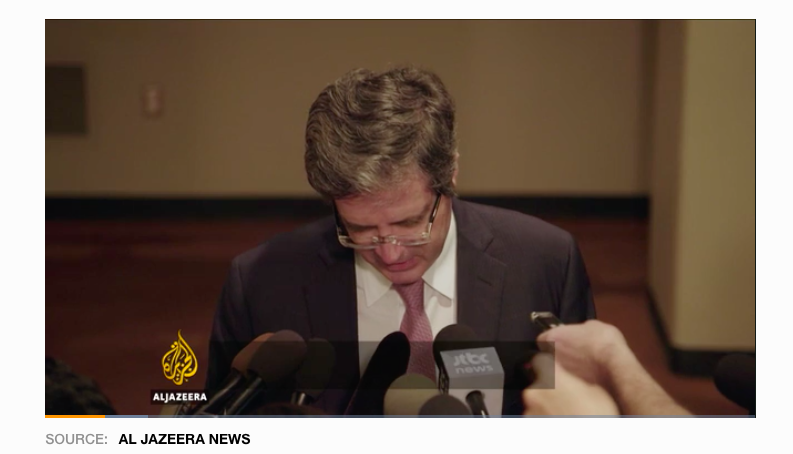 jtbc
news
الجزيرة
ALJAZEERA
SOURCE: AL JAZEERA NEWS